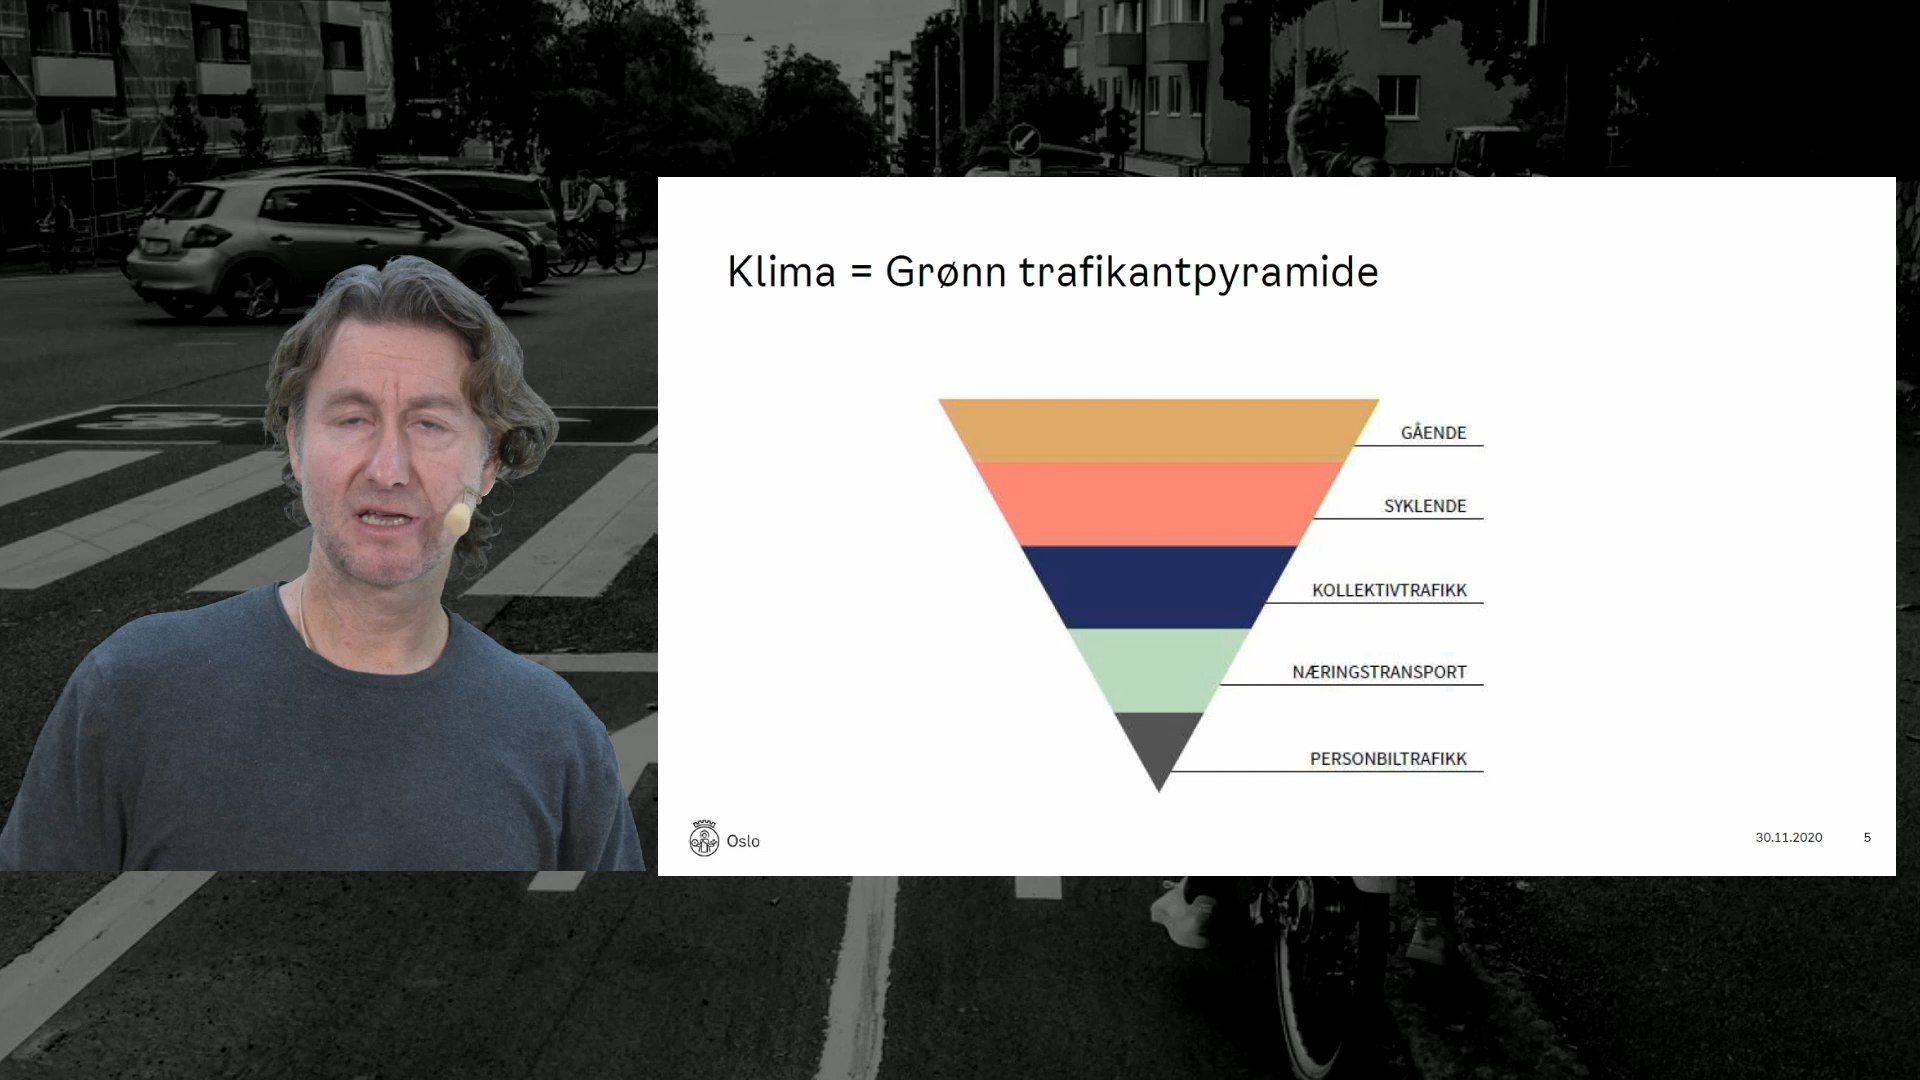 Klima = Grønn trafikantpyramide
GÅENDE
SYKLENDE
KOLLEKTIVTRAFIKK
NÆRINGSTRANSPORT
PERSONBILTRAFIKK
Oslo
30.11.2020 5